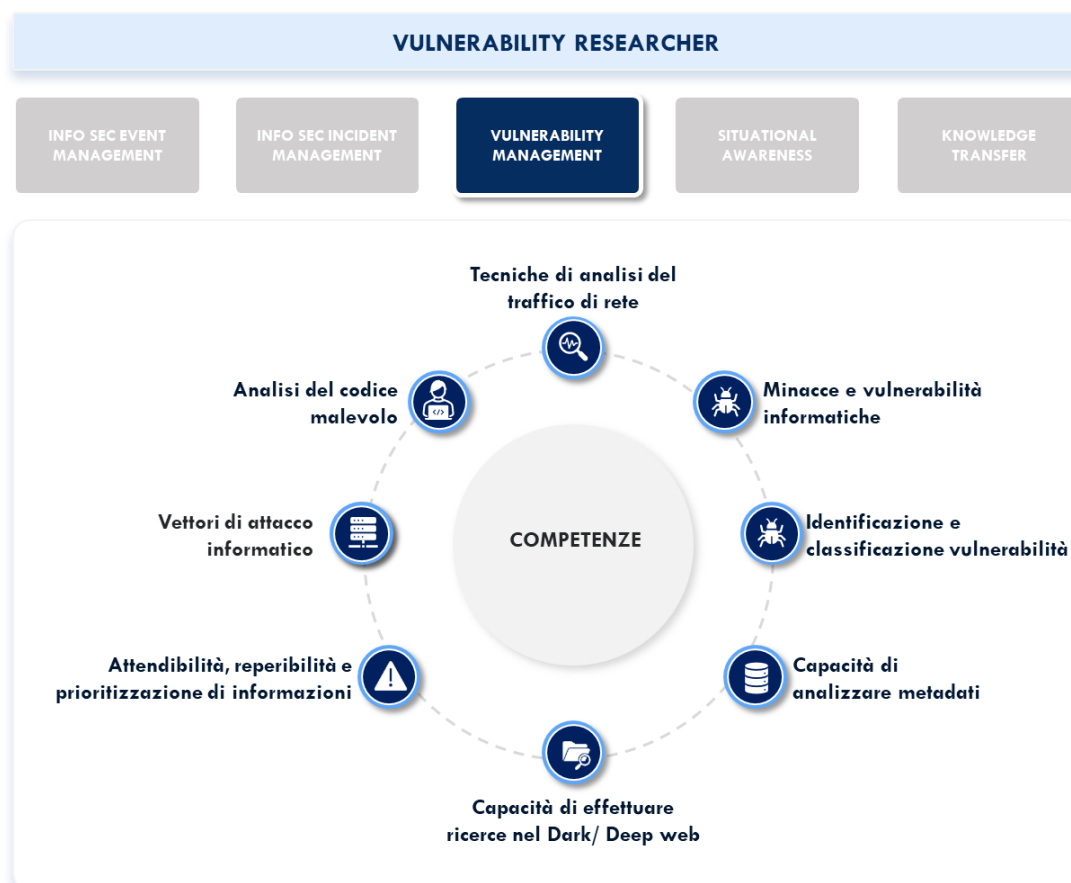 VULNERABILITY RESEARCHER
INFO SEC EVENT
MANAGEMENT
INFO SEC INCIDENT
MANAGEMENT
VULNERABILITY
MANAGEMENT
SITUATIONAL
AWARENESS
KNOWLEDGE
TRANSFER
Tecniche di analisi del
traffico di rete
Analisi del codice
malevolo
Minacce e vulnerabilità
informatiche
Vettori di attacco
informatico
COMPETENZE
Identificazione e
classificazione vulnerabilità
Attendibilità, reperibilità e
prioritizzazione di informazioni
Capacità di
analizzare metadati
Capacità di effettuare
ricerce nel Dark/ Deep web